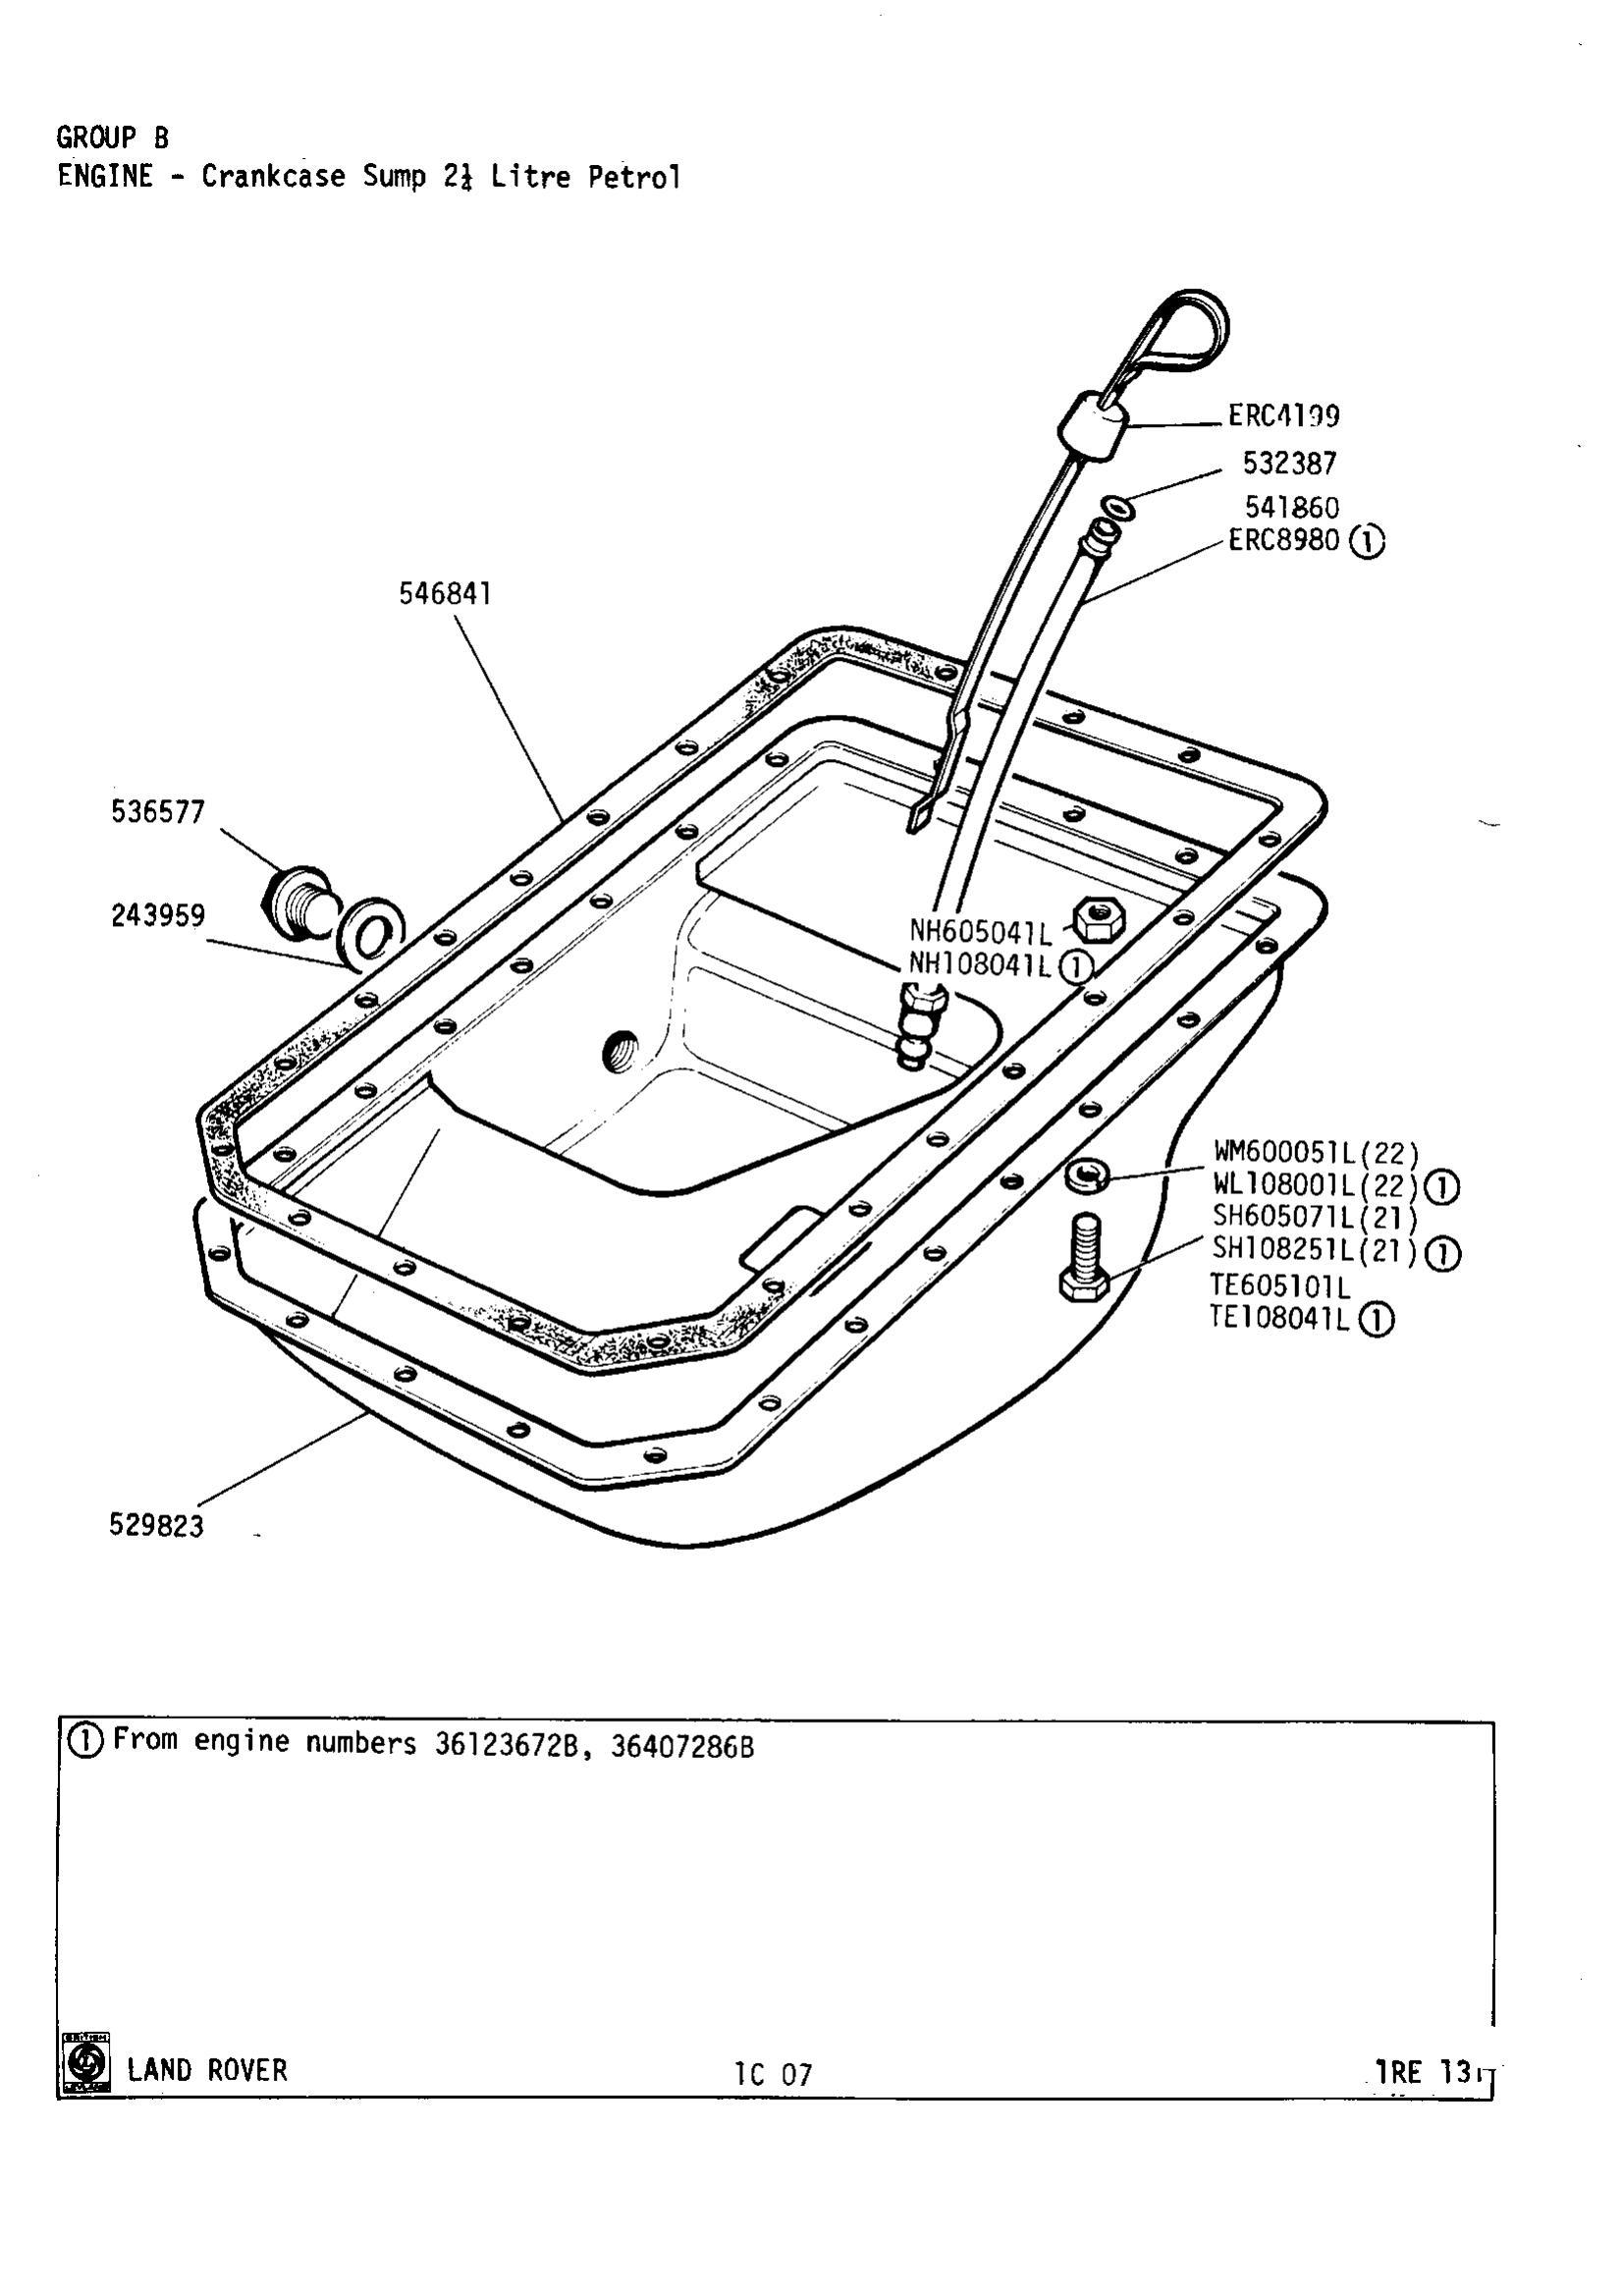 GROUP B
ENGINE - Crankcase Sump 2¼ Litre Petrol
ERC4199
532387
541860
ERC8980 ①
546841
536577
243959
NH605041L
NH108041L ①
WM600051L(22)
WL108001L(22) ①
SH605071L(21)
SH108251L(21) ①
TE605101L
TE108041L ①
529823
① From engine numbers 36123672B, 36407286B
BRITISH
LEYLAND
LAND ROVER
1C 07
1RE 13